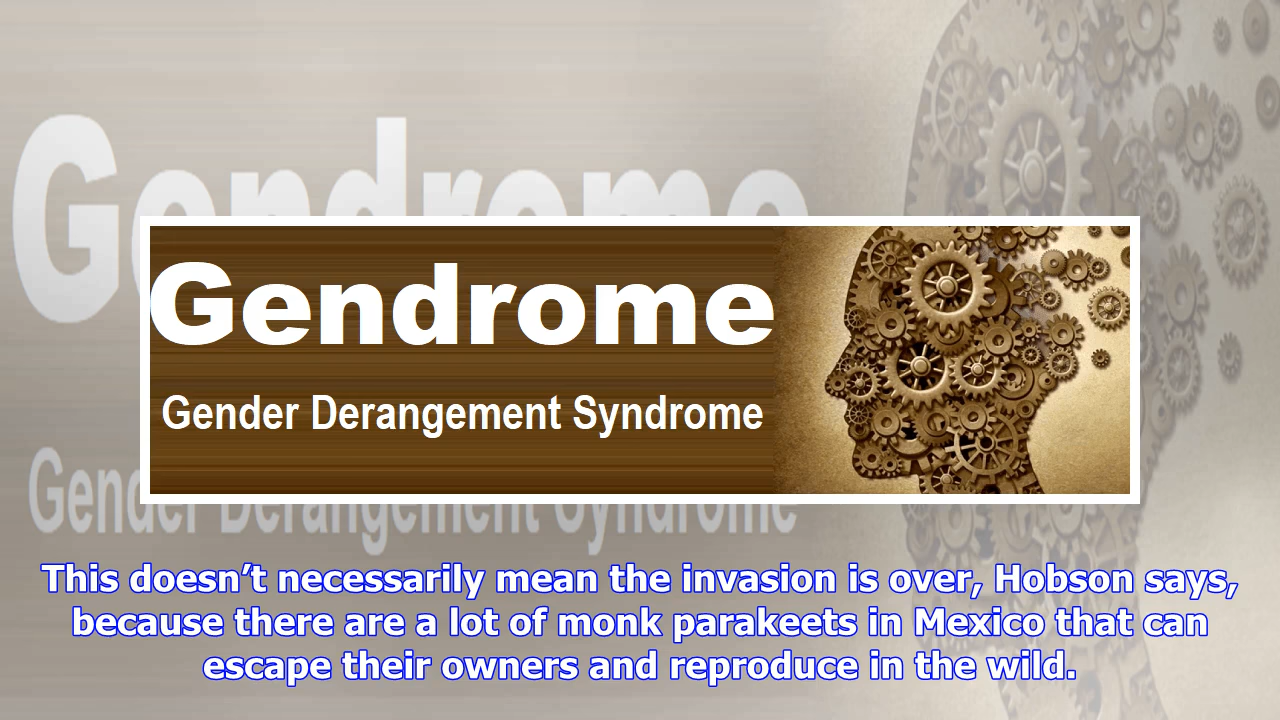 Gendrome
Gender Derangement Syndrome
This doesn’t necessarily mean the invasion is over, Hobson says,
because there are a lot of monk parakeets in Mexico that can
escape their owners and reproduce in the wild.